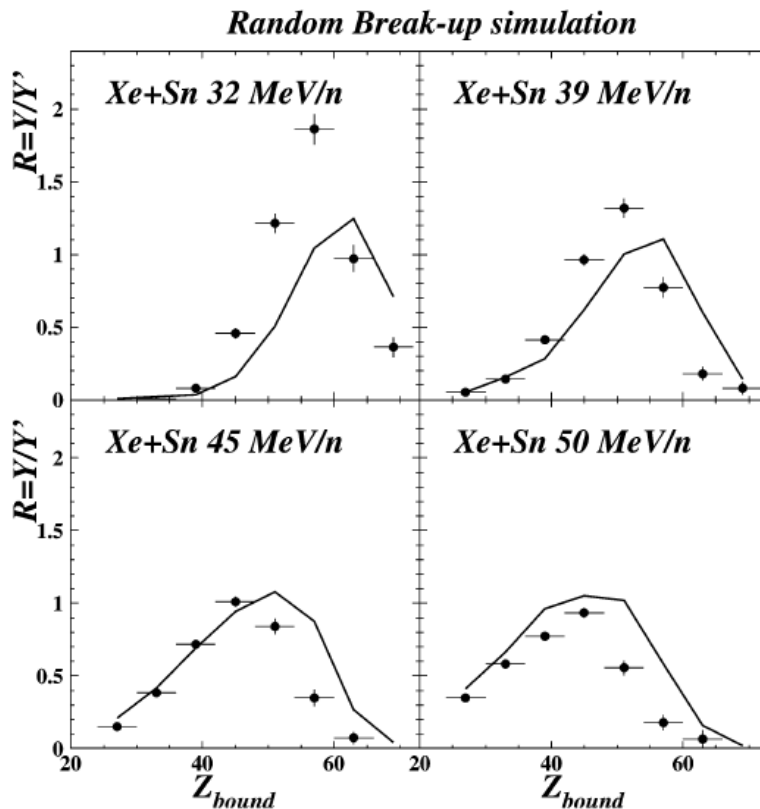 Random Break-up simulation
Xe+Sn 32 MeV/n
Xe+Sn 39 MeV/n
R=Y/Y'
2
1.5
1
0.5
0
Xe+Sn 45 MeV/n
Xe+Sn 50 MeV/n
R=Y/Y'
2
1.5
1
0.5
0
20 40 60 20 40 60
Z_bound Z_bound